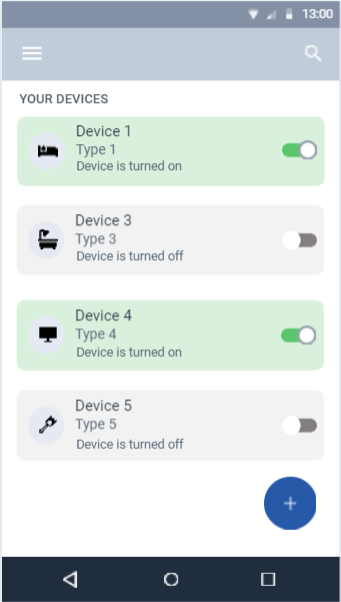 13:00
YOUR DEVICES
Device 1
Type 1
Device is turned on
Device 3
Type 3
Device is turned off
Device 4
Type 4
Device is turned on
Device 5
Type 5
Device is turned off